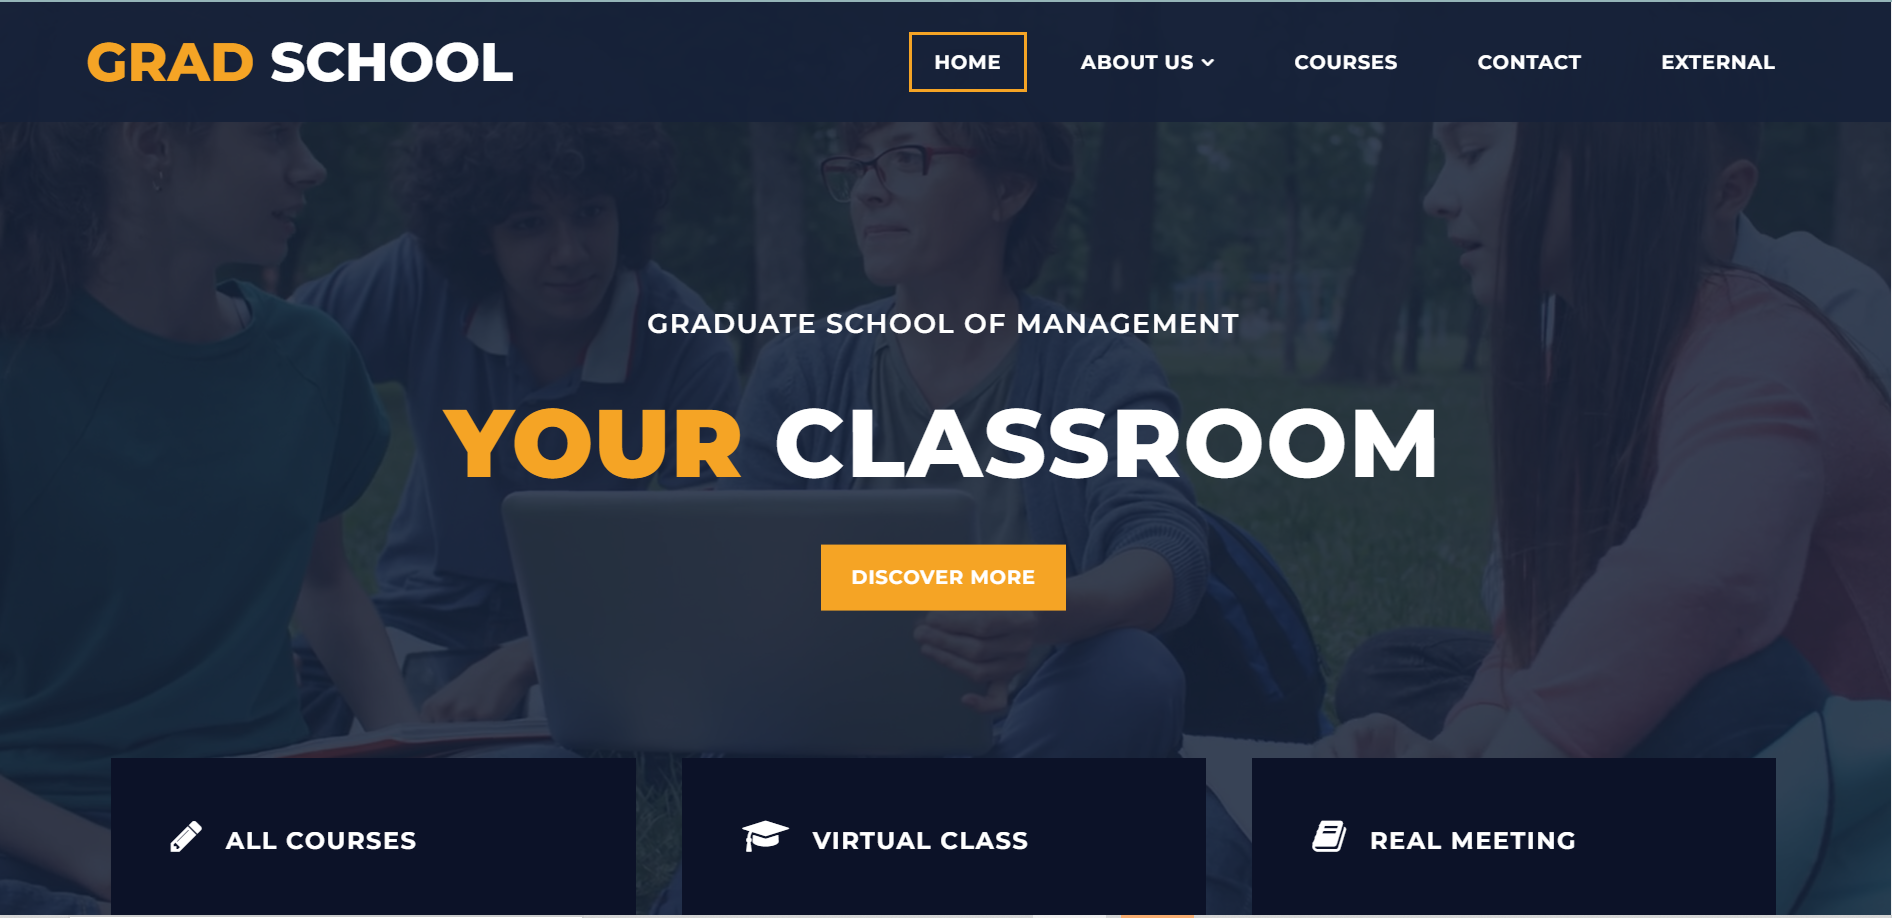 GRAD SCHOOL
HOME
ABOUT US
COURSES
CONTACT
EXTERNAL
GRADUATE SCHOOL OF MANAGEMENT
YOUR CLASSROOM
DISCOVER MORE
ALL COURSES
VIRTUAL CLASS
REAL MEETING